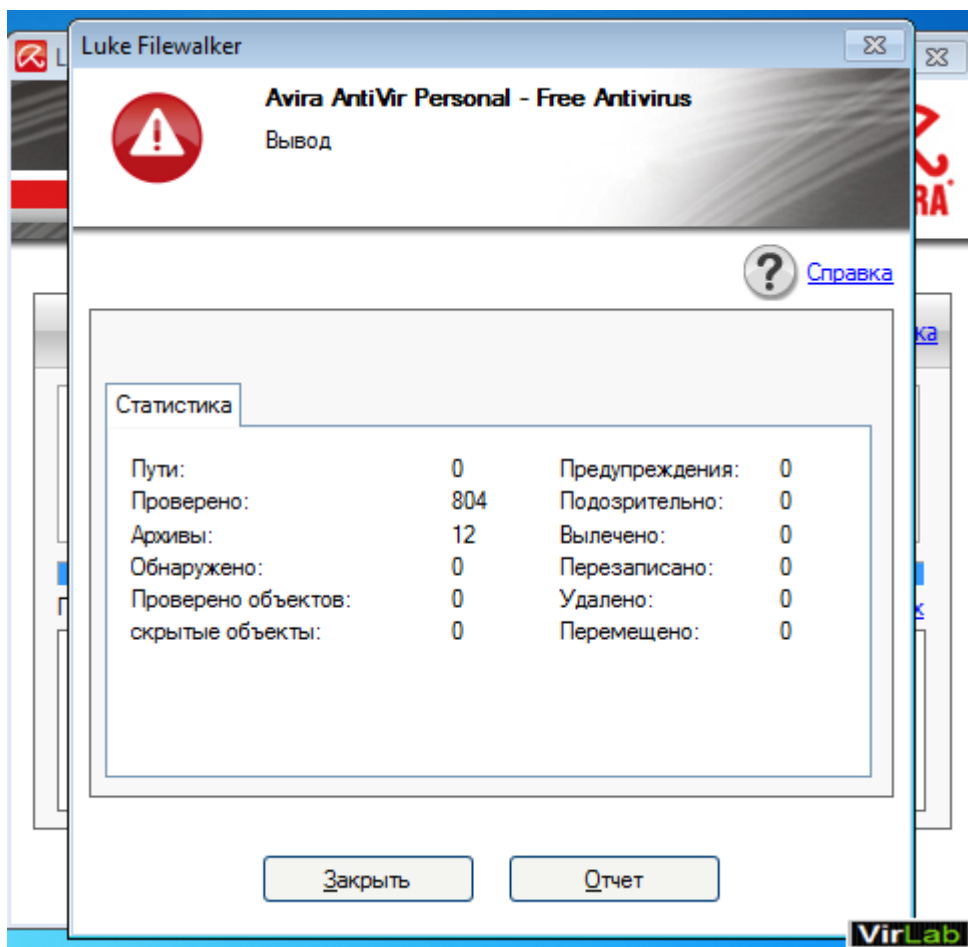 Luke Filewalker
L
Avira AntiVir Personal - Free Antivirus
Вывод
RA
Справка
ка
Статистика
Пути: 0 Предупреждения: 0
Проверено: 804 Подозрительно: 0
Архивы: 12 Вылечено: 0
Обнаружено: 0 Перезаписано: 0
Проверено объектов: 0 Удалено: 0
скрытые объекты: 0 Перемещено: 0
П
х
Закрыть Отчет
VirLab